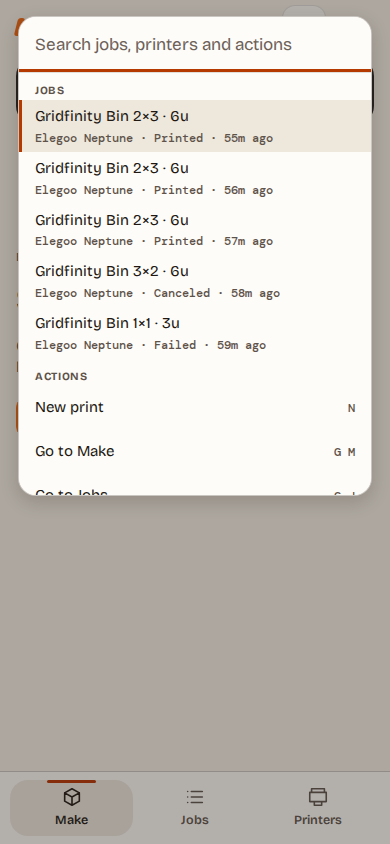 Search jobs, printers and actions
JOBS
Gridfinity Bin 2×3 · 6u
Elegoo Neptune · Printed · 55m ago
Gridfinity Bin 2×3 · 6u
Elegoo Neptune · Printed · 56m ago
Gridfinity Bin 2×3 · 6u
Elegoo Neptune · Printed · 57m ago
Gridfinity Bin 3×2 · 6u
Elegoo Neptune · Canceled · 58m ago
Gridfinity Bin 1×1 · 3u
Elegoo Neptune · Failed · 59m ago
ACTIONS
New print N
Go to Make G M
Go to Jobs G J
Make Jobs Printers